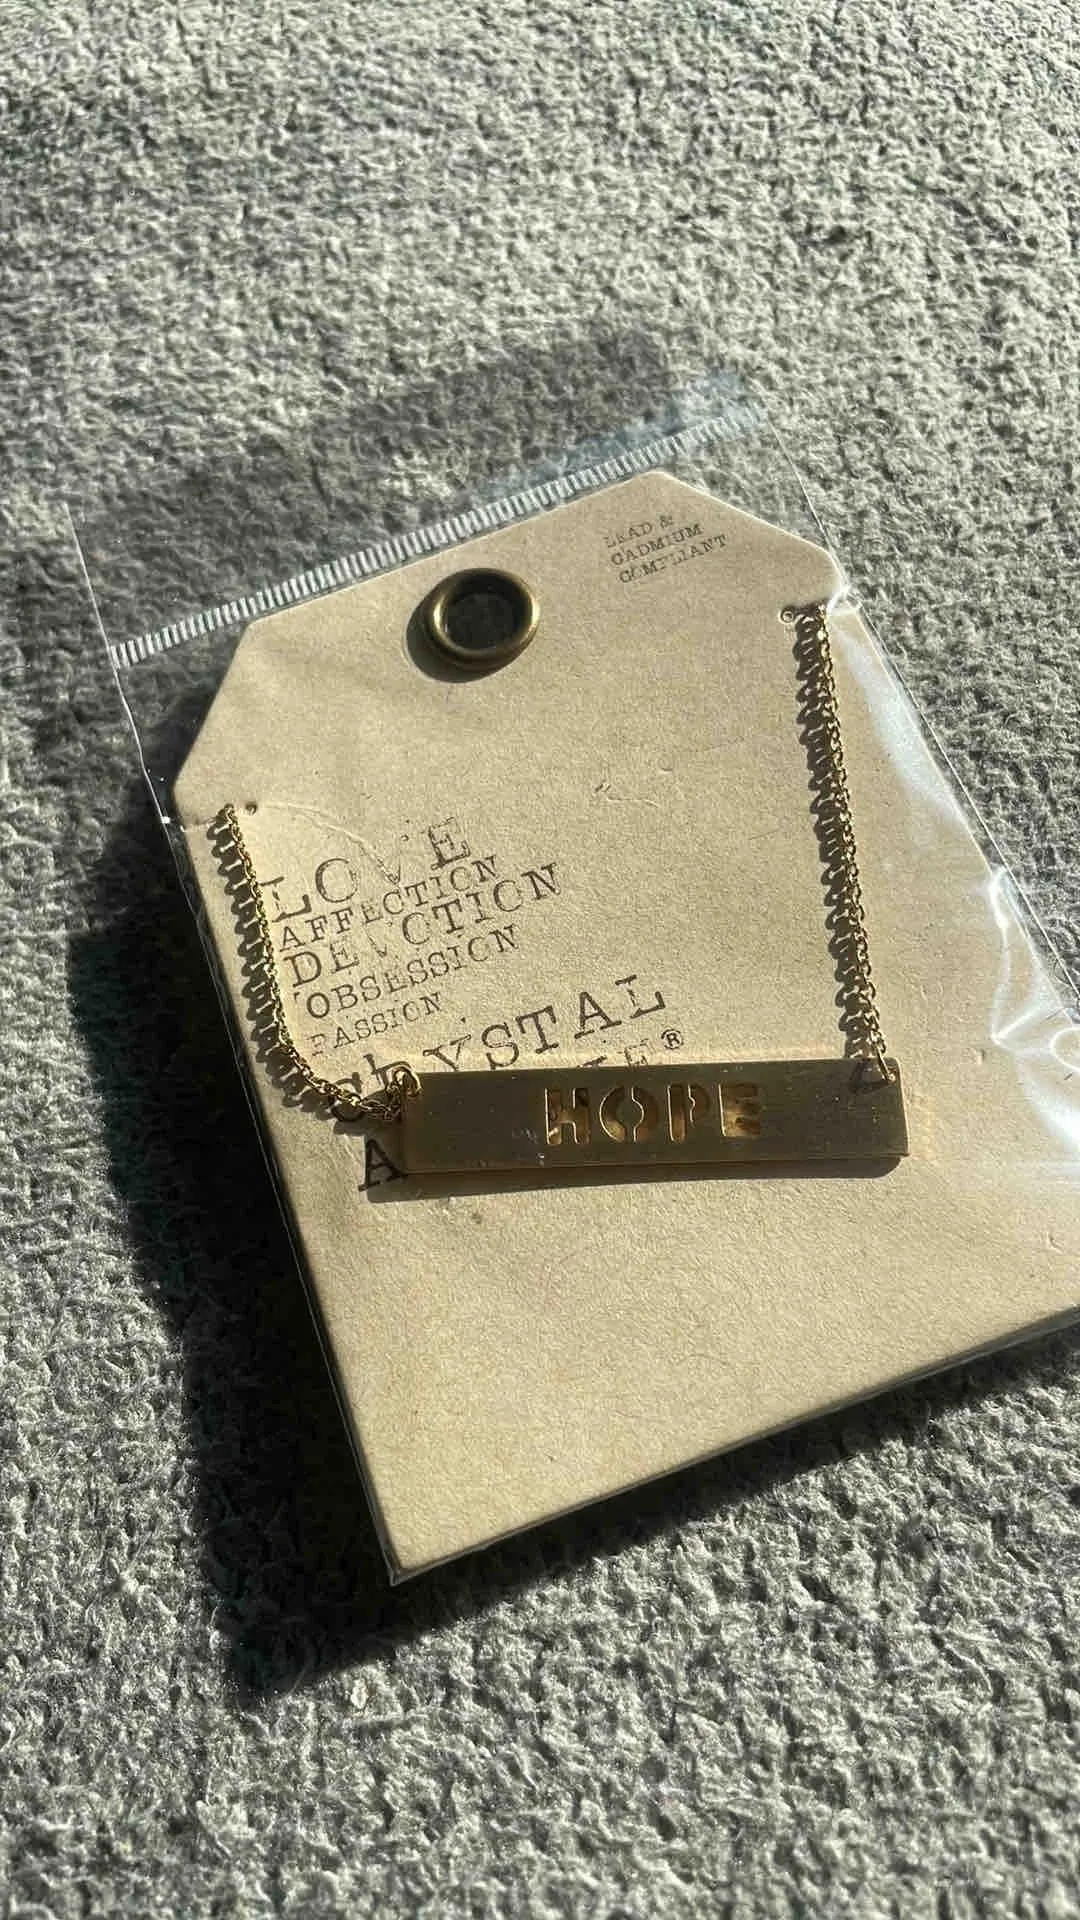 LEAD &
CADMIUM
COMPLIANT
LOVE
AFFECTION
DEVOTION
OBSESSION
PASSION
CRYSTAL
®
HOPE